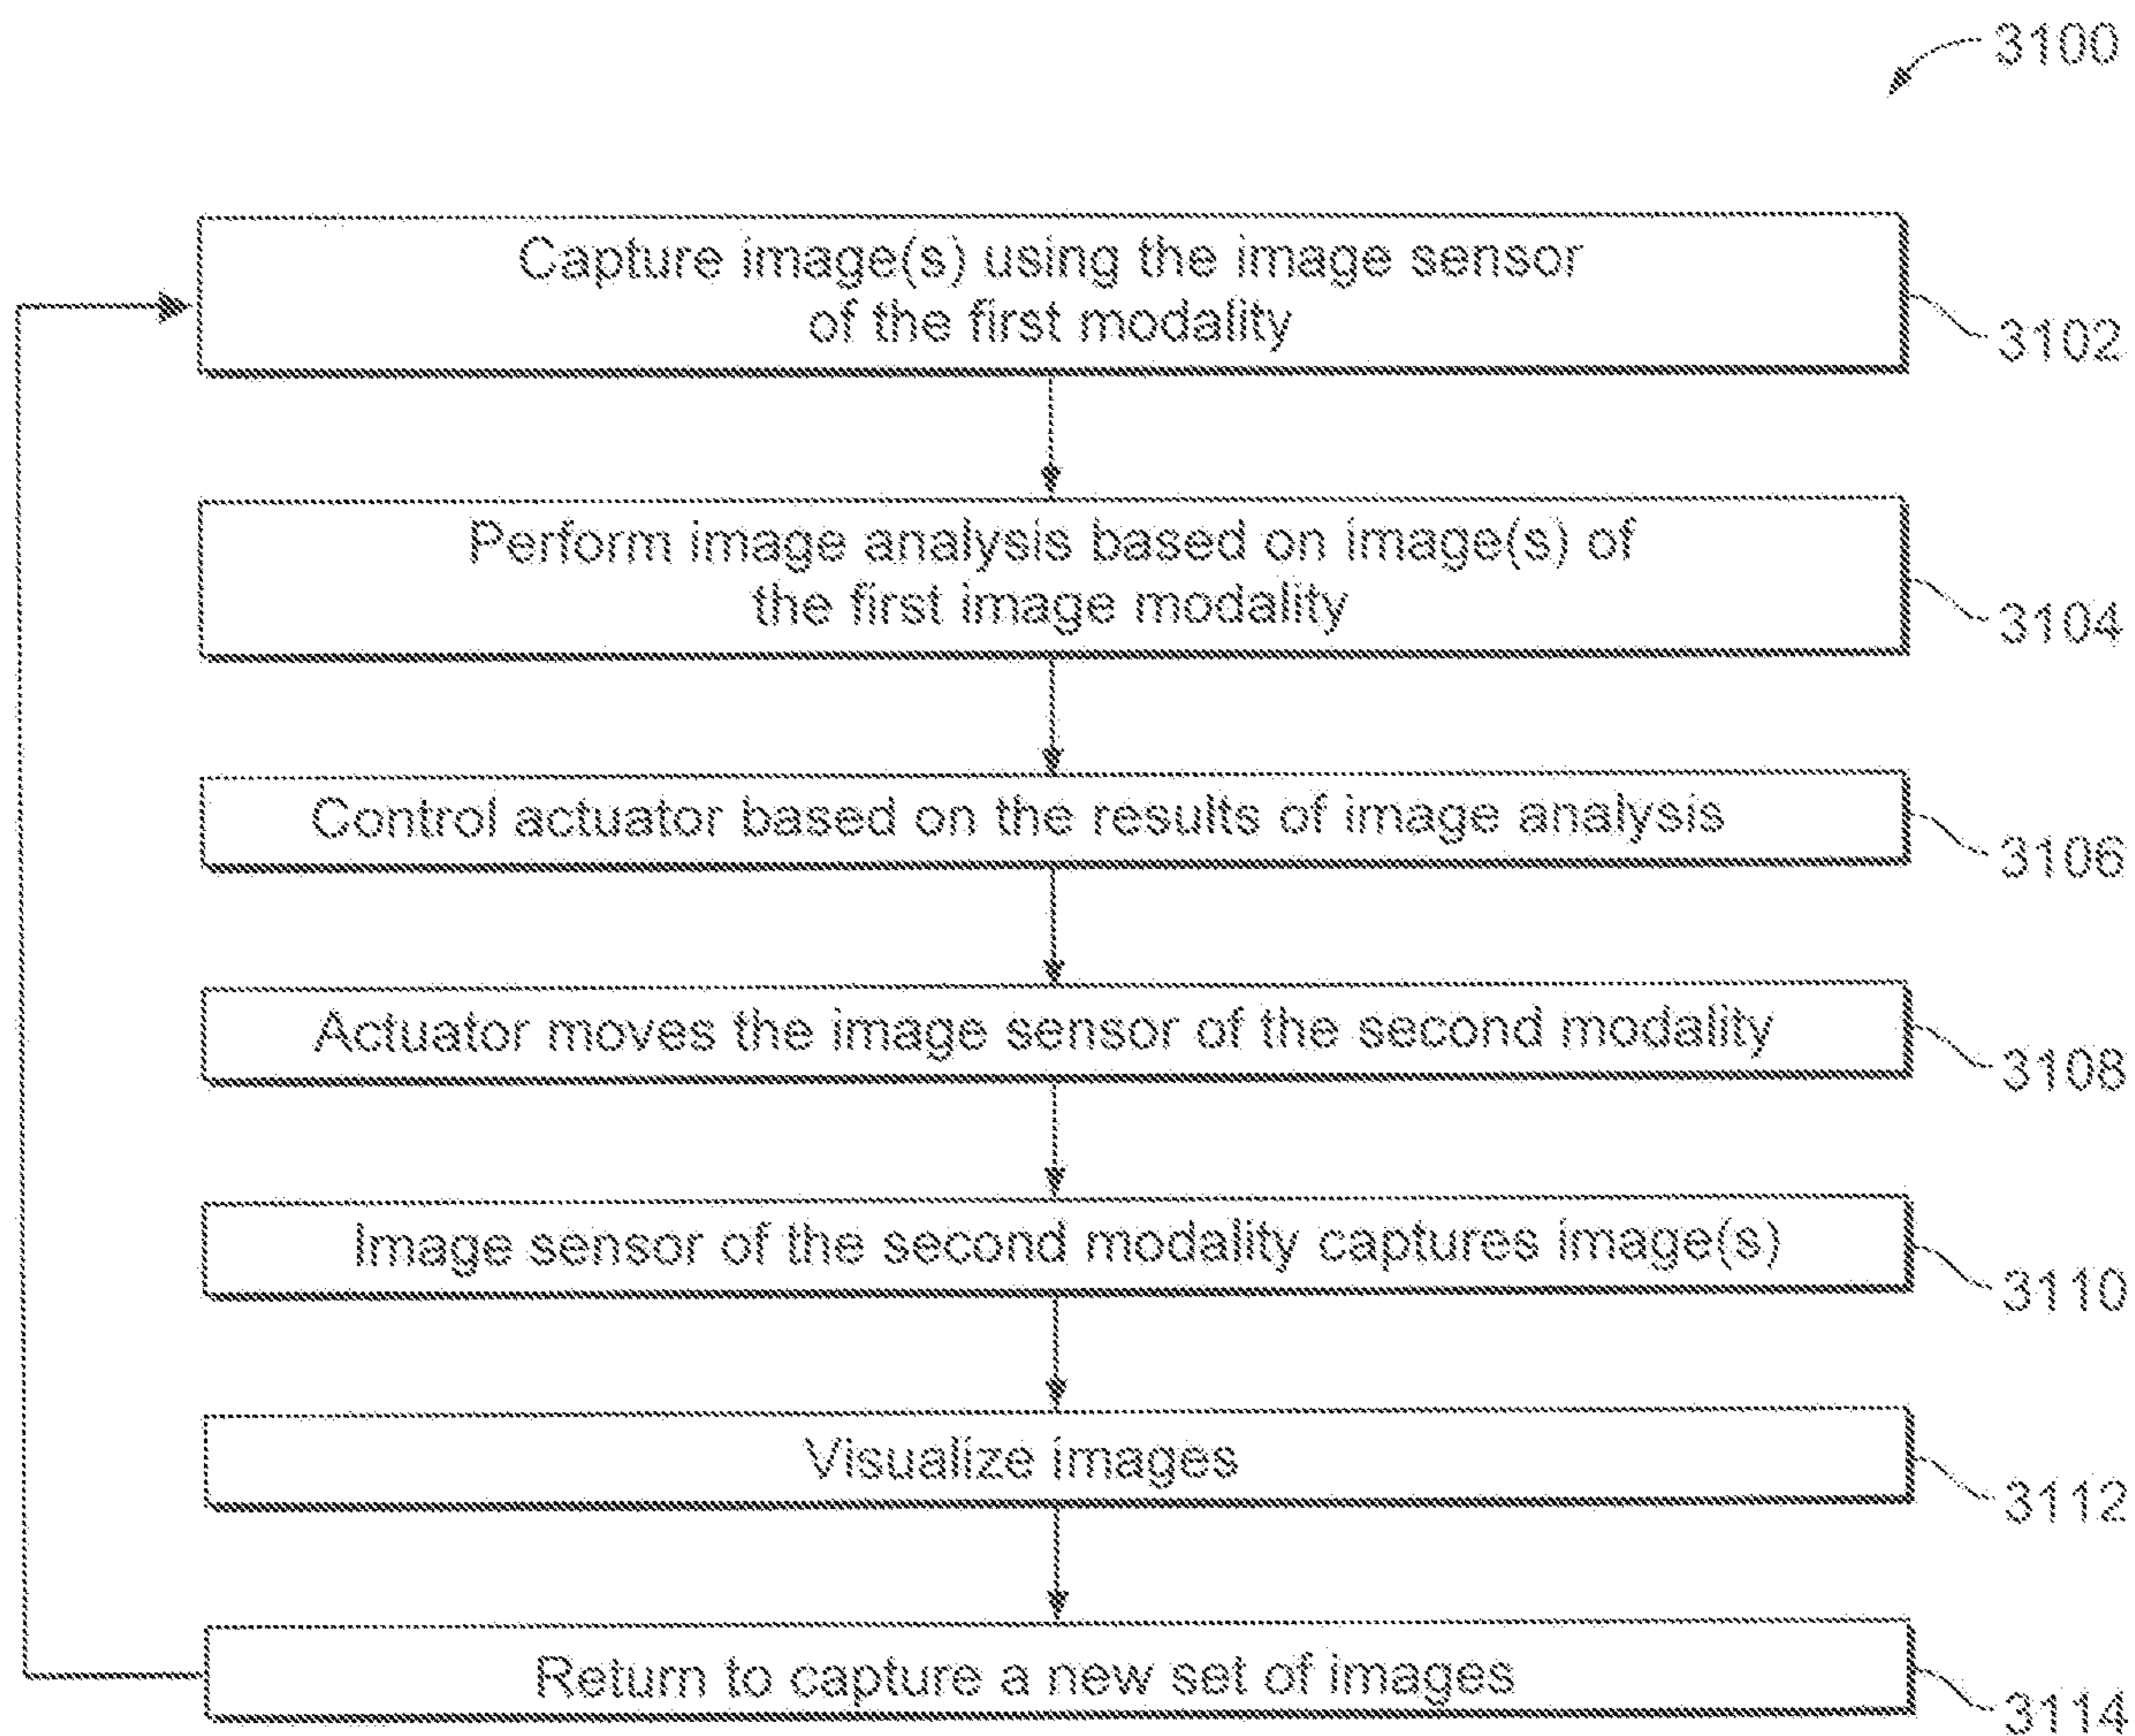 3100
Capture image(s) using the image sensor
of the first modality
3102
Perform image analysis based on image(s) of
the first image modality
3104
Control actuator based on the results of image analysis
3106
Actuator moves the image sensor of the second modality
3108
Image sensor of the second modality captures image(s)
3110
Visualize images
3112
Return to capture a new set of images
3114